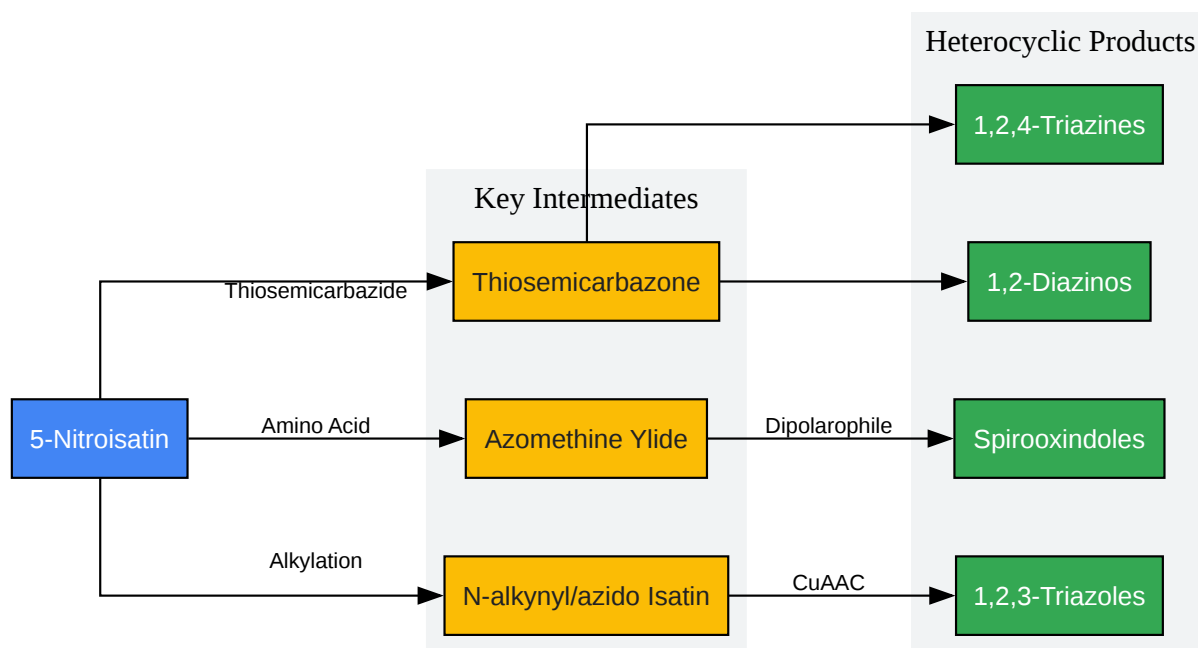 Heterocyclic Products
1,2,4-Triazines
Key Intermediates
Thiosemicarbazide
Thiosemicarbazone
1,2-Diazinos
5-Nitroisatin
Amino Acid
Azomethine Ylide
Dipolarophile
Spirooxindoles
Alkylation
N-alkynyl/azido Isatin
CuAAC
1,2,3-Triazoles